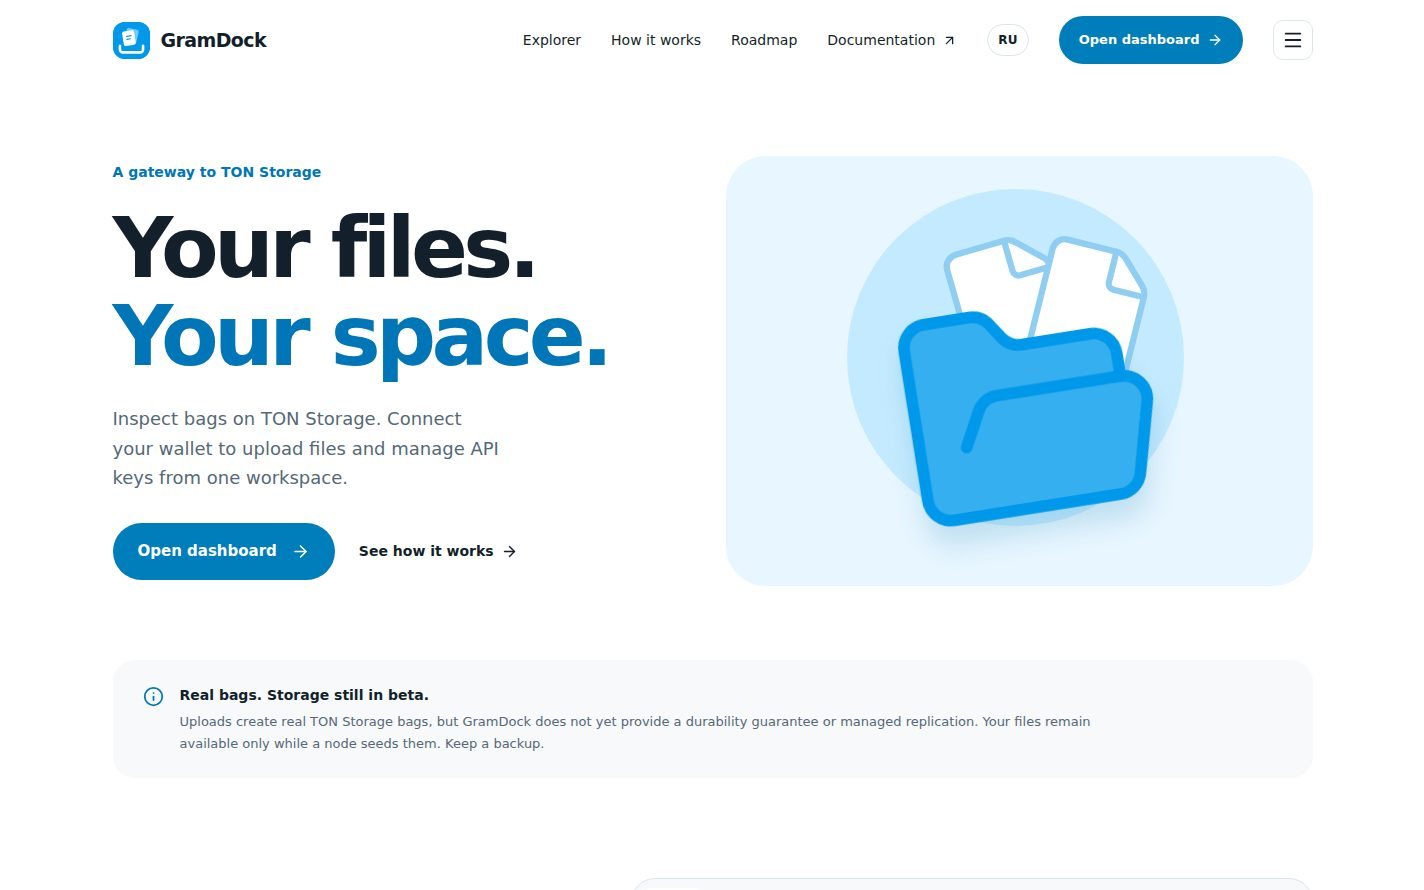 GramDock
Explorer
How it works
Roadmap
Documentation
RU
Open dashboard
A gateway to TON Storage
Your files.
Your space.
Inspect bags on TON Storage. Connect
your wallet to upload files and manage API
keys from one workspace.
Open dashboard
See how it works
Real bags. Storage still in beta.
Uploads create real TON Storage bags, but GramDock does not yet provide a durability guarantee or managed replication. Your files remain
available only while a node seeds them. Keep a backup.